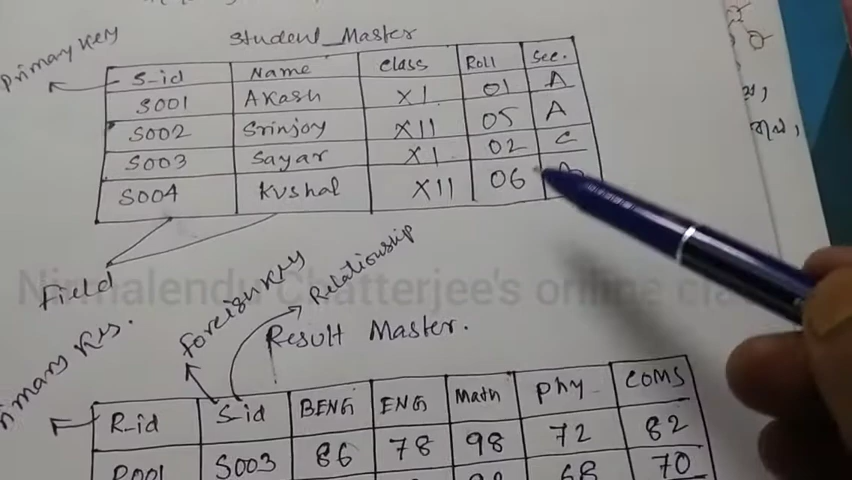 Primary Key
Student_Master
S_id Name Class Roll Sec.
S001 Akash XI 01 A
S002 Srinjoy XII 05 A
S003 Sayar XI 02 C
S004 Kushal XII 06
Field
Foreign Key
Relationship
Nirmalendu Chatterjee's online
Primary Key.
Result Master.
R_id S_id BENG ENG Math Phy COMS
R001 S003 86 78 98 72 82
68 70